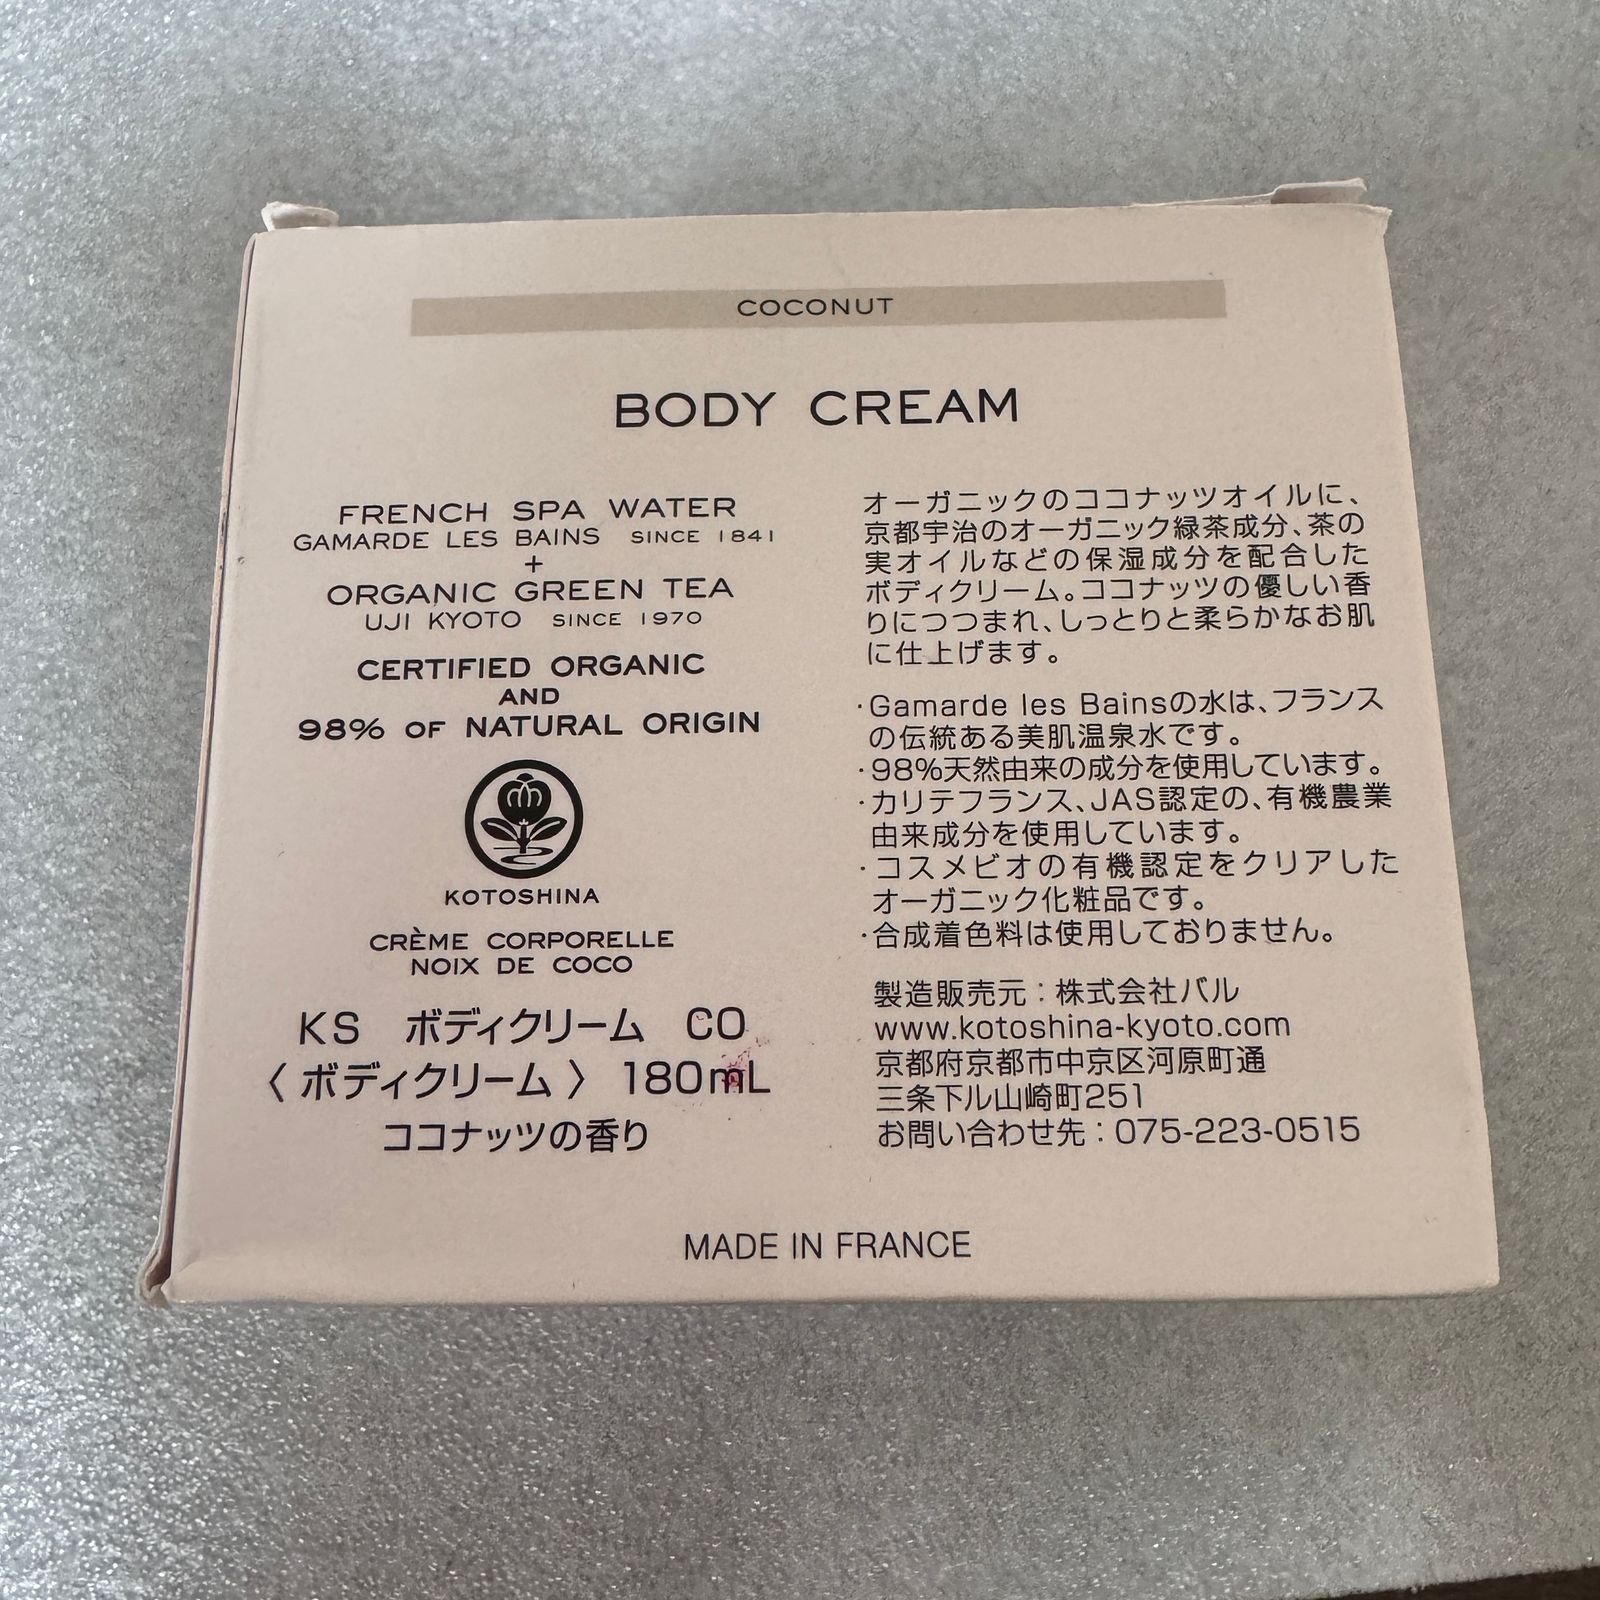 COCONUT
BODY CREAM
FRENCH SPA WATER
GAMARDE LES BAINS SINCE 1841
+
ORGANIC GREEN TEA
UJI KYOTO SINCE 1970
CERTIFIED ORGANIC
AND
98% OF NATURAL ORIGIN
KOTOSHINA
CRÈME CORPORELLE
NOIX DE COCO
KS ボディクリーム CO
〈ボディクリーム〉 180mL
ココナッツの香り
オーガニックのココナッツオイルに、
京都宇治のオーガニック緑茶成分、茶の
実オイルなどの保湿成分を配合した
ボディクリーム。ココナッツの優しい香
りにつつまれ、しっとりと柔らかなお肌
に仕上げます。
・Gamarde les Bainsの水は、フランス
の伝統ある美肌温泉水です。
・98%天然由来の成分を使用しています。
・カリテフランス、JAS認定の、有機農業
由来成分を使用しています。
・コスメビオの有機認定をクリアした
オーガニック化粧品です。
・合成着色料は使用しておりません。
製造販売元：株式会社バル
www.kotoshina-kyoto.com
京都府京都市中京区河原町通
三条下ル山崎町251
お問い合わせ先：075-223-0515
MADE IN FRANCE